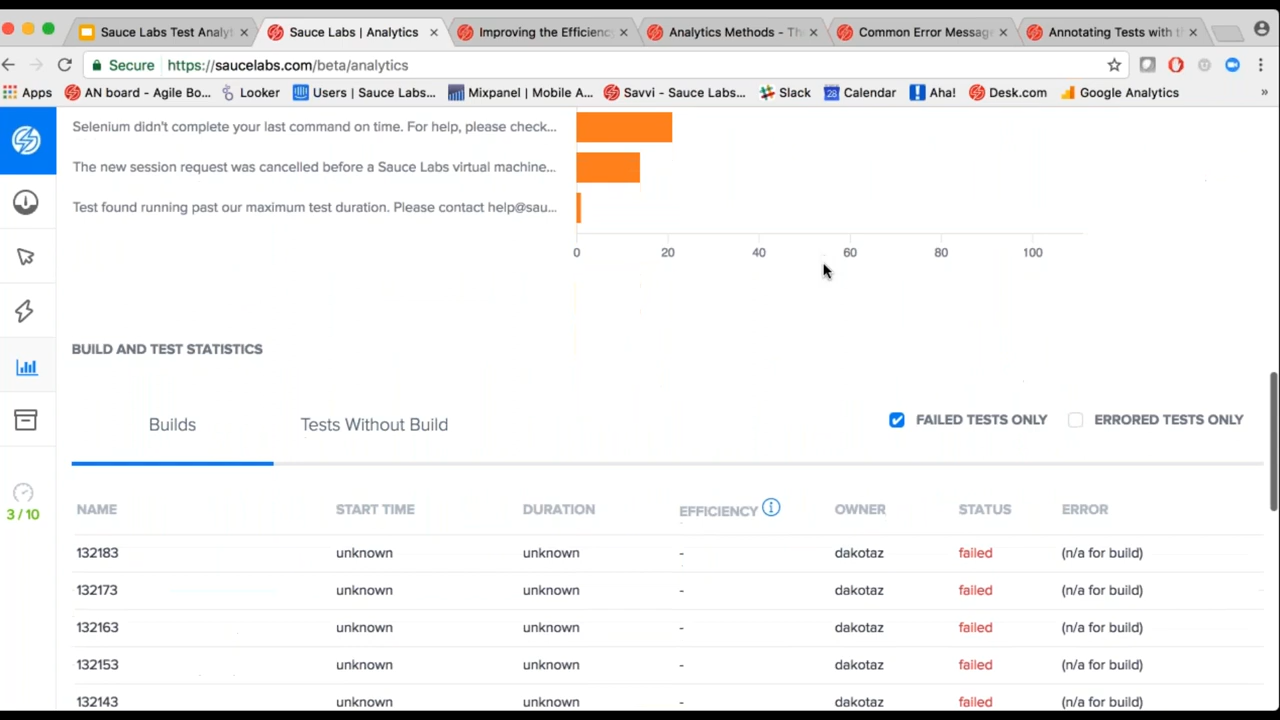 Sauce Labs Test Analyt
Sauce Labs | Analytics
Improving the Efficienc
Analytics Methods - Th
Common Error Message
Annotating Tests with t
Secure
https://saucelabs.com/beta/analytics
Apps
AN board - Agile Bo...
Looker
Users | Sauce Labs...
Mixpanel | Mobile A...
Savvi - Sauce Labs...
Slack
28
Calendar
Aha!
Desk.com
Google Analytics
»
Selenium didn't complete your last command on time. For help, please check...
The new session request was cancelled before a Sauce Labs virtual machine...
Test found running past our maximum test duration. Please contact help@sau...
0 20 40 60 80 100
BUILD AND TEST STATISTICS
Builds
Tests Without Build
FAILED TESTS ONLY
ERRORED TESTS ONLY
3 / 10
NAME START TIME DURATION EFFICIENCY OWNER STATUS ERROR
132183 unknown unknown - dakotaz failed (n/a for build)
132173 unknown unknown - dakotaz failed (n/a for build)
132163 unknown unknown - dakotaz failed (n/a for build)
132153 unknown unknown - dakotaz failed (n/a for build)
132143 unknown unknown - dakotaz failed (n/a for build)